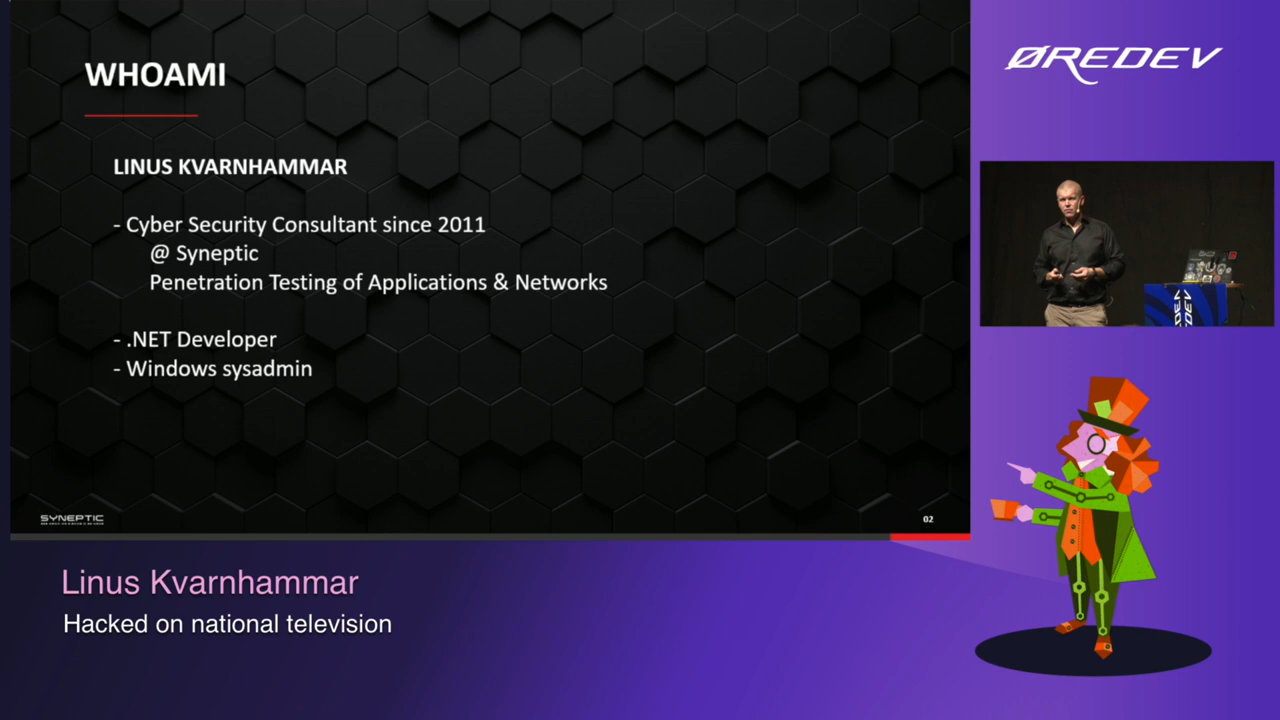 WHOAMI
LINUS KVARNHAMMAR
- Cyber Security Consultant since 2011
@ Syneptic
Penetration Testing of Applications & Networks
- .NET Developer
- Windows sysadmin
SYNEPTIC
02
ØREDEV
ØREDEV
Linus Kvarnhammar
Hacked on national television